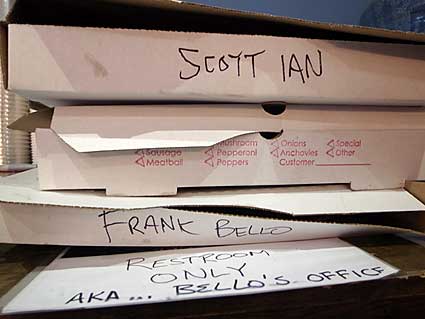 SCOTT IAN
Sausage Mushroom Onions Special
Meatball Pepperoni Anchovies Other
Peppers Customer
FRANK BELLO
RESTROOM
ONLY
AKA... BELLO'S OFFICE